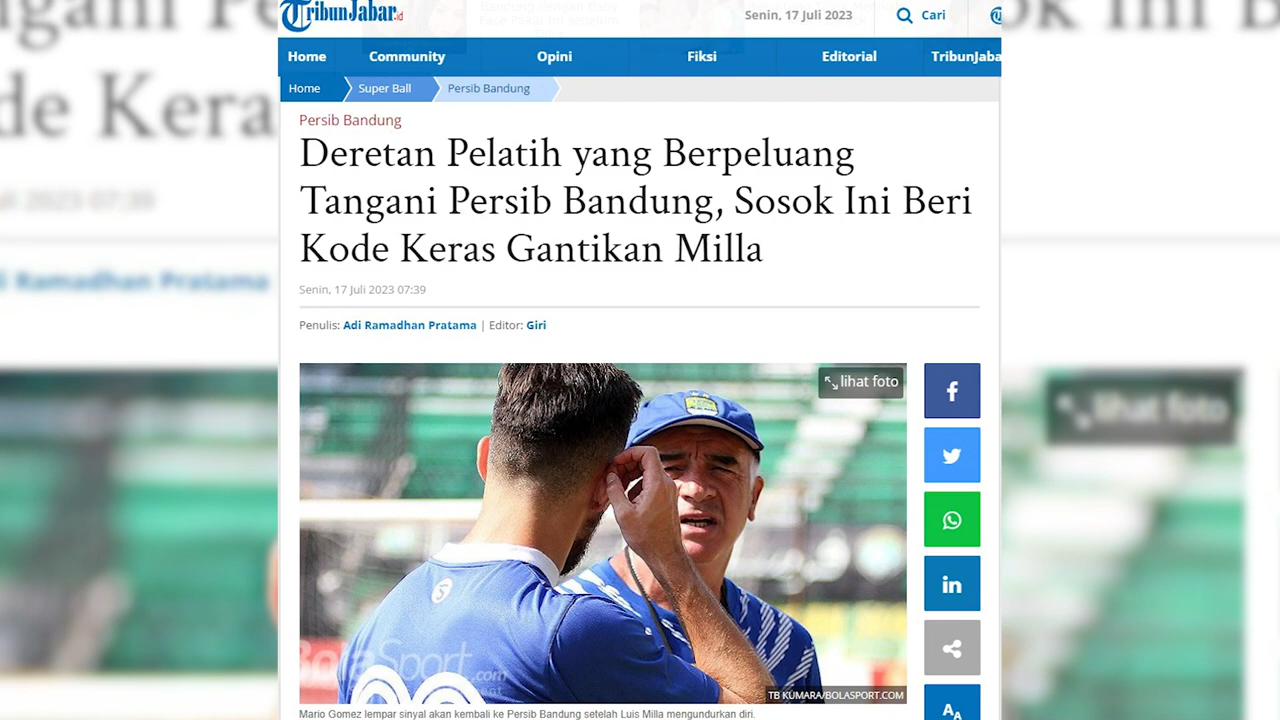 TribunJabar.id
Senin, 17 Juli 2023
Cari
Home
Community
Opini
Fiksi
Editorial
TribunJaba
Home
Super Ball
Persib Bandung
Persib Bandung
Deretan Pelatih yang Berpeluang
Tangani Persib Bandung, Sosok Ini Beri
Kode Keras Gantikan Milla
Senin, 17 Juli 2023 07:39
Penulis: Adi Ramadhan Pratama | Editor: Giri
lihat foto
BolaSport.com
TB KUMARA/BOLASPORT.COM
Mario Gomez lempar sinyal akan kembali ke Persib Bandung setelah Luis Milla mengundurkan diri.
AA